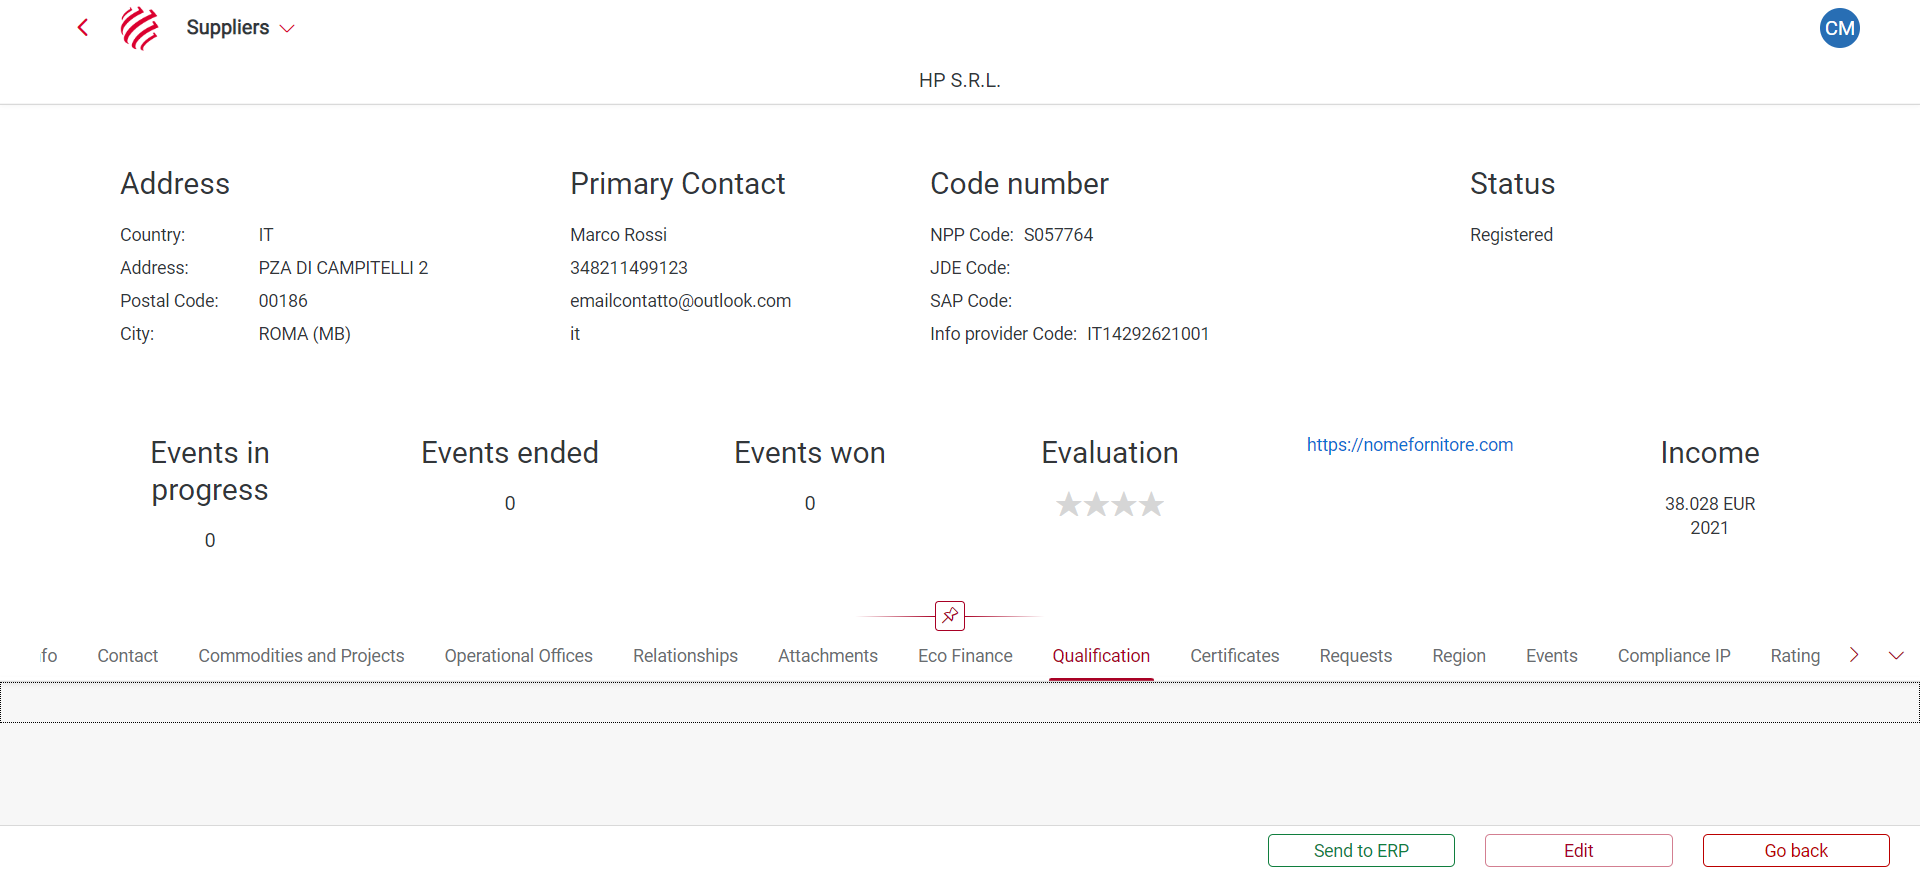 Suppliers
CM
HP S.R.L.
Address
Country: IT
Address: PZA DI CAMPITELLI 2
Postal Code: 00186
City: ROMA (MB)
Primary Contact
Marco Rossi
348211499123
emailcontatto@outlook.com
it
Code number
NPP Code: S057764
JDE Code:
SAP Code:
Info provider Code: IT14292621001
Status
Registered
Events in
progress
0
Events ended
0
Events won
0
Evaluation
https://nomefornitore.com
Income
38.028 EUR
2021
fo Contact Commodities and Projects Operational Offices Relationships Attachments Eco Finance Qualification Certificates Requests Region Events Compliance IP Rating
Send to ERP Edit Go back